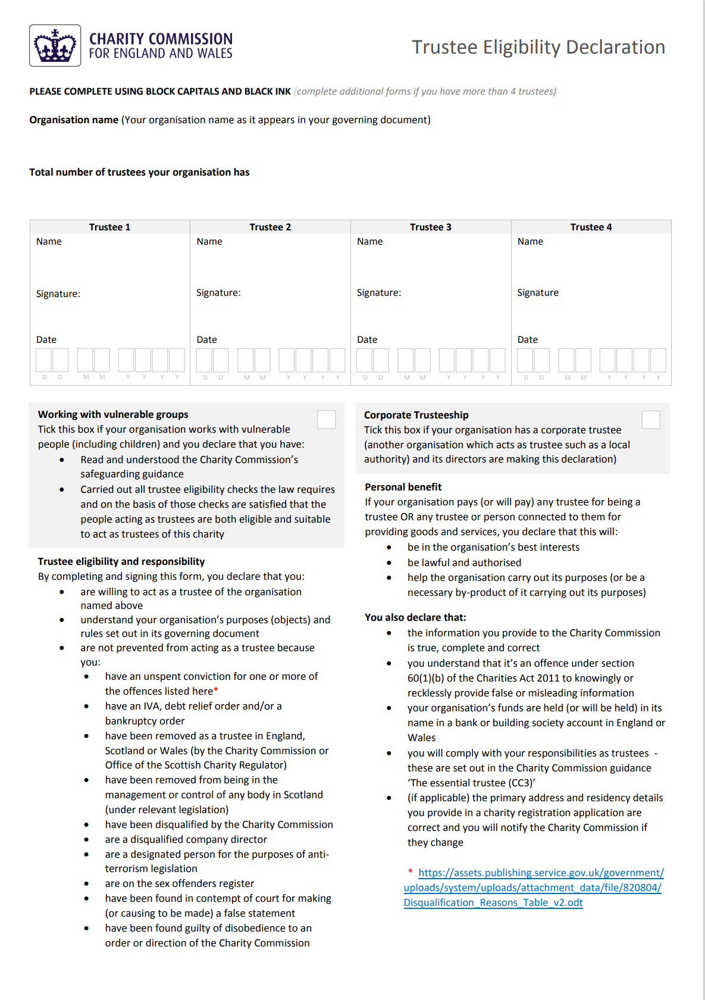 CHARITY COMMISSION
FOR ENGLAND AND WALES
Trustee Eligibility Declaration
PLEASE COMPLETE USING BLOCK CAPITALS AND BLACK INK (complete additional forms if you have more than 4 trustees)
Organisation name (Your organisation name as it appears in your governing document)
Total number of trustees your organisation has
Trustee 1 Trustee 2 Trustee 3 Trustee 4
Name Name Name Name
Signature: Signature: Signature: Signature
Date Date Date Date
D D M M Y Y Y Y D D M M Y Y Y Y D D M M Y Y Y Y D D M M Y Y Y Y
Working with vulnerable groups
Tick this box if your organisation works with vulnerable
people (including children) and you declare that you have:
• Read and understood the Charity Commission’s
safeguarding guidance
• Carried out all trustee eligibility checks the law requires
and on the basis of those checks are satisfied that the
people acting as trustees are both eligible and suitable
to act as trustees of this charity
Trustee eligibility and responsibility
By completing and signing this form, you declare that you:
• are willing to act as a trustee of the organisation
named above
• understand your organisation’s purposes (objects) and
rules set out in its governing document
• are not prevented from acting as a trustee because
you:
• have an unspent conviction for one or more of
the offences listed here*
• have an IVA, debt relief order and/or a
bankruptcy order
• have been removed as a trustee in England,
Scotland or Wales (by the Charity Commission or
Office of the Scottish Charity Regulator)
• have been removed from being in the
management or control of any body in Scotland
(under relevant legislation)
• have been disqualified by the Charity Commission
• are a disqualified company director
• are a designated person for the purposes of anti-
terrorism legislation
• are on the sex offenders register
• have been found in contempt of court for making
(or causing to be made) a false statement
• have been found guilty of disobedience to an
order or direction of the Charity Commission
Corporate Trusteeship
Tick this box if your organisation has a corporate trustee
(another organisation which acts as trustee such as a local
authority) and its directors are making this declaration)
Personal benefit
If your organisation pays (or will pay) any trustee for being a
trustee OR any trustee or person connected to them for
providing goods and services, you declare that this will:
• be in the organisation’s best interests
• be lawful and authorised
• help the organisation carry out its purposes (or be a
necessary by-product of it carrying out its purposes)
You also declare that:
• the information you provide to the Charity Commission
is true, complete and correct
• you understand that it’s an offence under section
60(1)(b) of the Charities Act 2011 to knowingly or
recklessly provide false or misleading information
• your organisation’s funds are held (or will be held) in its
name in a bank or building society account in England or
Wales
• you will comply with your responsibilities as trustees -
these are set out in the Charity Commission guidance
‘The essential trustee (CC3)’
• (if applicable) the primary address and residency details
you provide in a charity registration application are
correct and you will notify the Charity Commission if
they change
* https://assets.publishing.service.gov.uk/government/
uploads/system/uploads/attachment_data/file/820804/
Disqualification_Reasons_Table_v2.odt